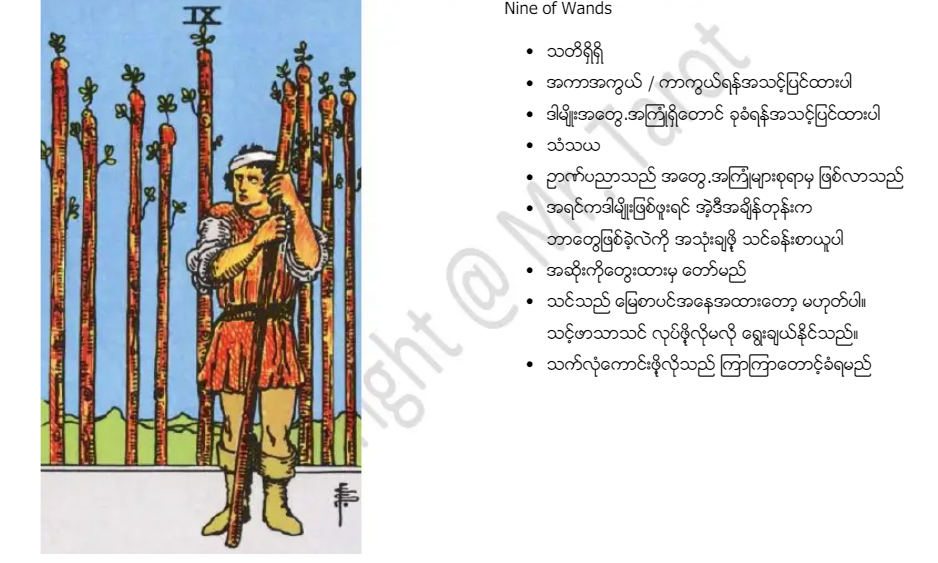 IX
Nine of Wands
• သတိရှိရှိ
• အကာအကွယ် / ကာကွယ်ရန်အသင့်ပြင်ထားပါ
• ဒါမျိုးအတွေ့.အကြုံရှိတောင် ခုခံရန်အသင့်ပြင်ထားပါ
• သံသယ
• ဉာဏ်ပညာသည် အတွေ့.အကြုံများစုရာမှ ဖြစ်လာသည်
• အရင်ကဒါမျိုးဖြစ်ဖူးရင် အဲ့ဒီအချိန်တုန်းက
ဘာတွေဖြစ်ခဲ့လဲကို အသုံးချဖို့ သင်ခန်းစာယူပါ
• အဆိုးကိုတွေးထားမှ တော်မည်
• သင်သည် မြေစာပင်အနေအထားတော့ မဟုတ်ပါ။
သင့်ဖာသာသင် လုပ်ဖို့လိုမလို ရွေးချယ်နိုင်သည်။
• သက်လုံကောင်းဖို့လိုသည် ကြာကြာတောင့်ခံရမည်
right @ Mr. Tarot